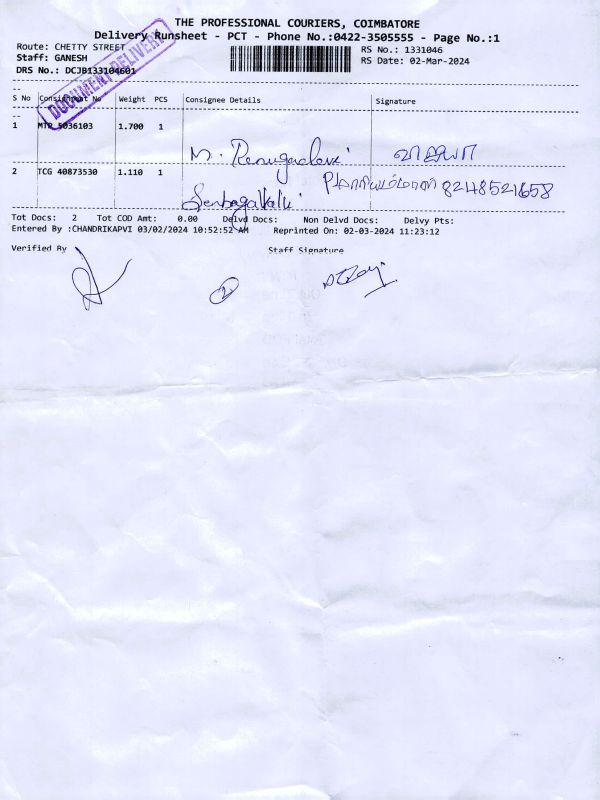 THE PROFESSIONAL COURIERS, COIMBATORE
Delivery Runsheet - PCT - Phone No.:0422-3505555 - Page No.:1
Route: CHETTY STREET
Staff: GANESH
DRS No.: DCJB133104601
RS No.: 1331046
RS Date: 02-Mar-2024
DOCUMENT DELIVERY
S No Consignment No Weight PCS Consignee Details Signature
1 MTP 5036103 1.700 1 M. Renugadevi
2 TCG 40873530 1.110 1 Senbagavalli 8248521658
Tot Docs: 2 Tot COD Amt: 0.00 Delvd Docs: Non Delvd Docs: Delvy Pts:
Entered By :CHANDRIKAPVI 03/02/2024 10:52:52 AM Reprinted On: 02-03-2024 11:23:12
Verified By Staff Signature
2